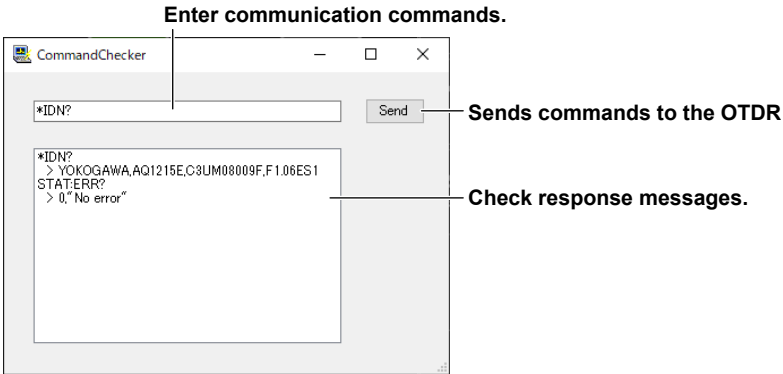 Enter communication commands.
CommandChecker
*IDN?
Send
Sends commands to the OTDR
*IDN?
> YOKOGAWA,AQ1215E,C3UM08009F,F1.06ES1
STAT:ERR?
> 0,"No error"
Check response messages.